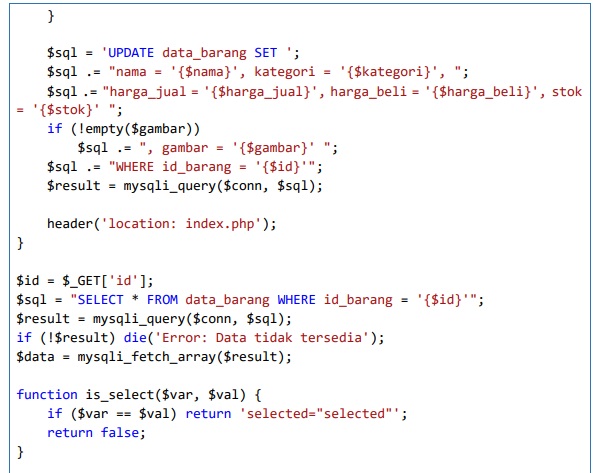 }

    $sql = 'UPDATE data_barang SET ';
    $sql .= "nama = '{$nama}', kategori = '{$kategori}', ";
    $sql .= "harga_jual = '{$harga_jual}', harga_beli = '{$harga_beli}', stok
= '{$stok}' ";
    if (!empty($gambar))
        $sql .= ", gambar = '{$gambar}' ";
    $sql .= "WHERE id_barang = '{$id}'";
    $result = mysqli_query($conn, $sql);

    header('location: index.php');
}

$id = $_GET['id'];
$sql = "SELECT * FROM data_barang WHERE id_barang = '{$id}'";
$result = mysqli_query($conn, $sql);
if (!$result) die('Error: Data tidak tersedia');
$data = mysqli_fetch_array($result);

function is_select($var, $val) {
    if ($var == $val) return 'selected="selected"';
    return false;
}